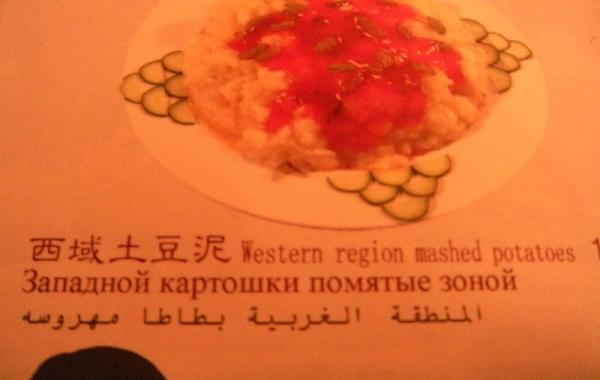 西域土豆泥 Western region mashed potatoes
Западной картошки помятые зоной
المنطقة الغربية بطاطا مهروسه